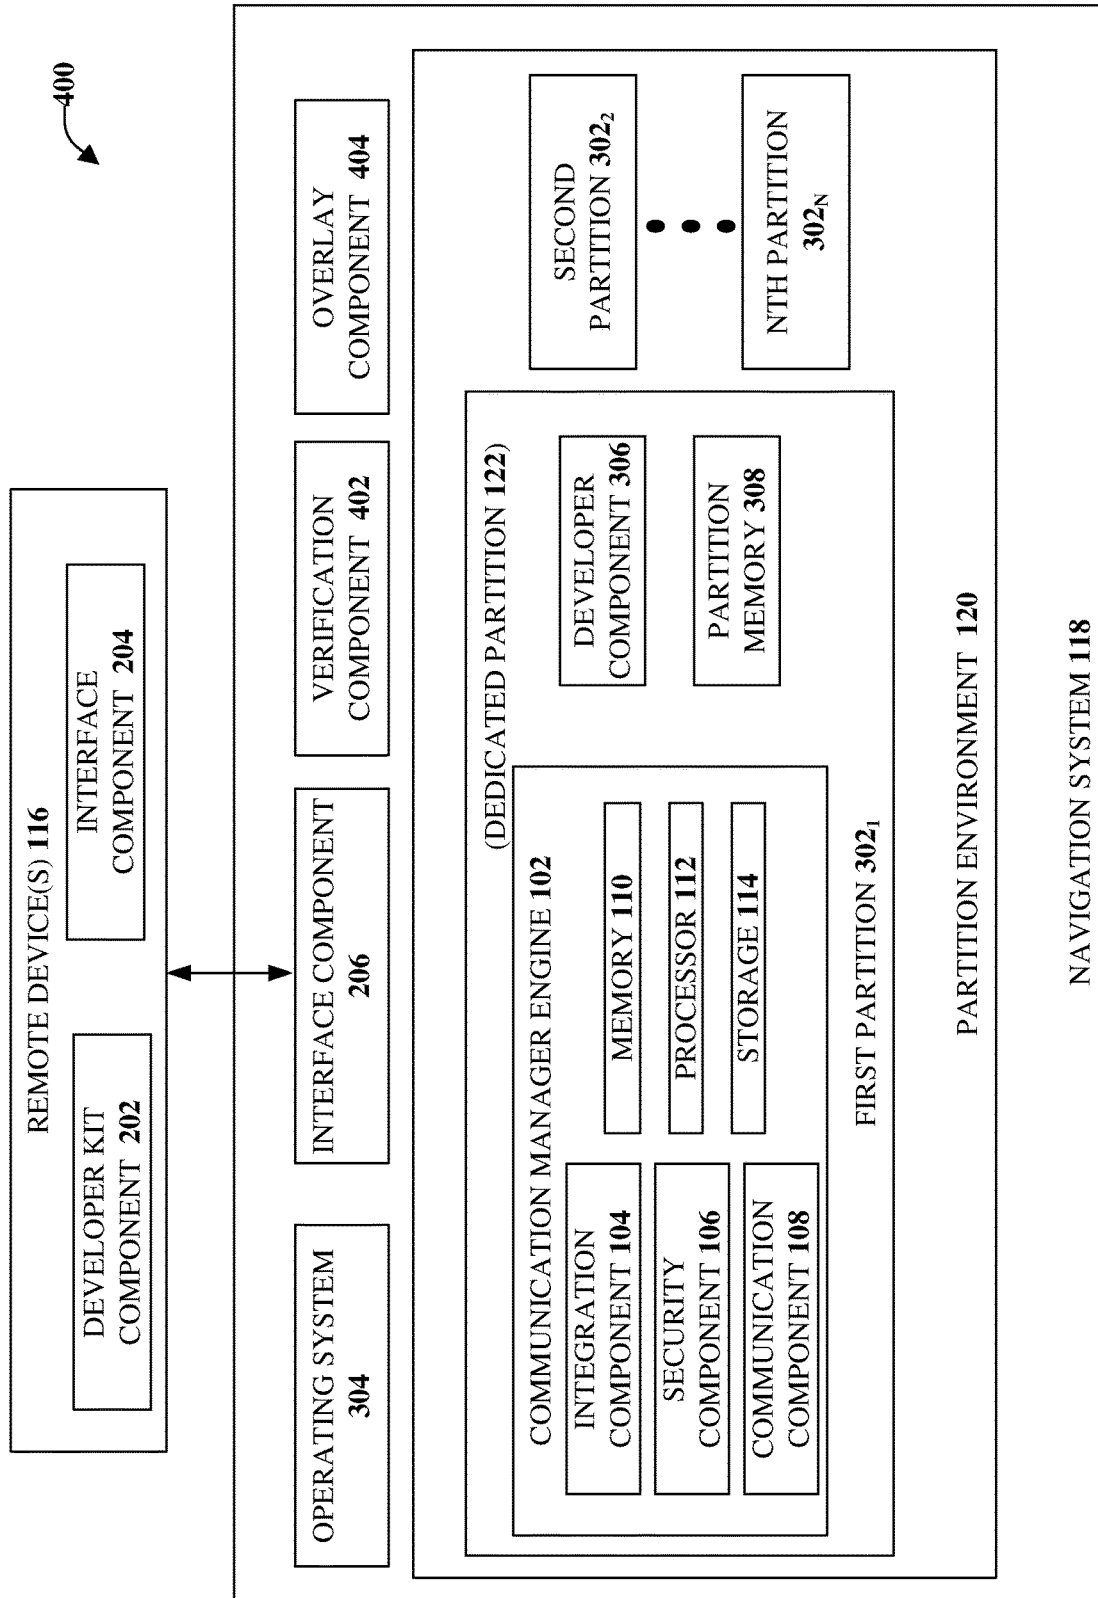 400
REMOTE DEVICE(S) 116
DEVELOPER KIT
COMPONENT 202
INTERFACE
COMPONENT 204
OPERATING SYSTEM
304
INTERFACE COMPONENT
206
VERIFICATION
COMPONENT 402
OVERLAY
COMPONENT 404
(DEDICATED PARTITION 122)
COMMUNICATION MANAGER ENGINE 102
INTEGRATION
COMPONENT 104
SECURITY
COMPONENT 106
COMMUNICATION
COMPONENT 108
MEMORY 110
PROCESSOR 112
STORAGE 114
DEVELOPER
COMPONENT 306
PARTITION
MEMORY 308
FIRST PARTITION 302₁
SECOND
PARTITION 302₂
NTH PARTITION
302ₙ
PARTITION ENVIRONMENT 120
NAVIGATION SYSTEM 118